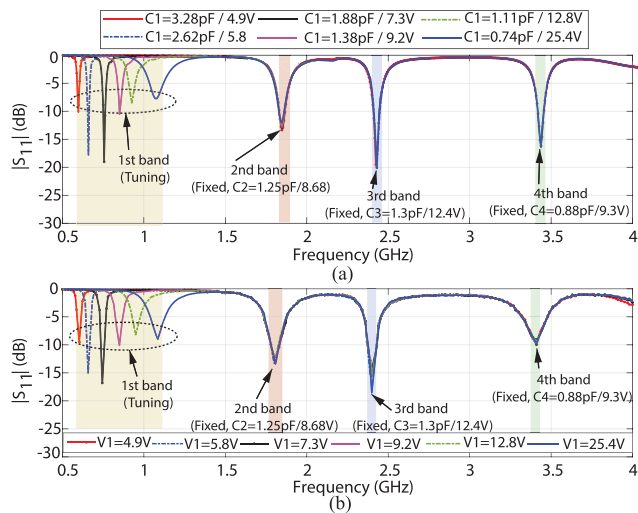 C1=3.28pF / 4.9V C1=1.88pF / 7.3V C1=1.11pF / 12.8V
C1=2.62pF / 5.8 C1=1.38pF / 9.2V C1=0.74pF / 25.4V
(a)
0
-5
-10
-15
-20
-25
-30
|S11| (dB)
1st band
(Tuning)
2nd band
(Fixed, C2=1.25pF/8.68)
3rd band
(Fixed, C3=1.3pF/12.4V)
4th band
(Fixed, C4=0.88pF/9.3V)
0.5 1 1.5 2 2.5 3 3.5 4
Frequency (GHz)
(a)
0
-5
-10
-15
-20
-25
-30
|S11| (dB)
1st band
(Tuning)
2nd band
(Fixed, C2=1.25pF/8.68V)
3rd band
(Fixed, C3=1.3pF/12.4V)
4th band
(Fixed, C4=0.88pF/9.3V)
V1=4.9V V1=5.8V V1=7.3V V1=9.2V V1=12.8V V1=25.4V
0.5 1 1.5 2 2.5 3 3.5 4
Frequency (GHz)
(b)